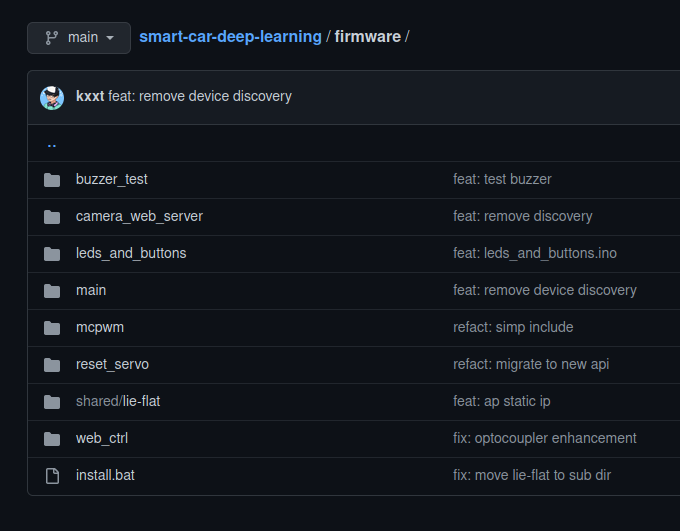 main smart-car-deep-learning / firmware /
kxxt feat: remove device discovery
..
buzzer_test feat: test buzzer
camera_web_server feat: remove discovery
leds_and_buttons feat: leds_and_buttons.ino
main feat: remove device discovery
mcpwm refact: simp include
reset_servo refact: migrate to new api
shared/lie-flat feat: ap static ip
web_ctrl fix: optocoupler enhancement
install.bat fix: move lie-flat to sub dir